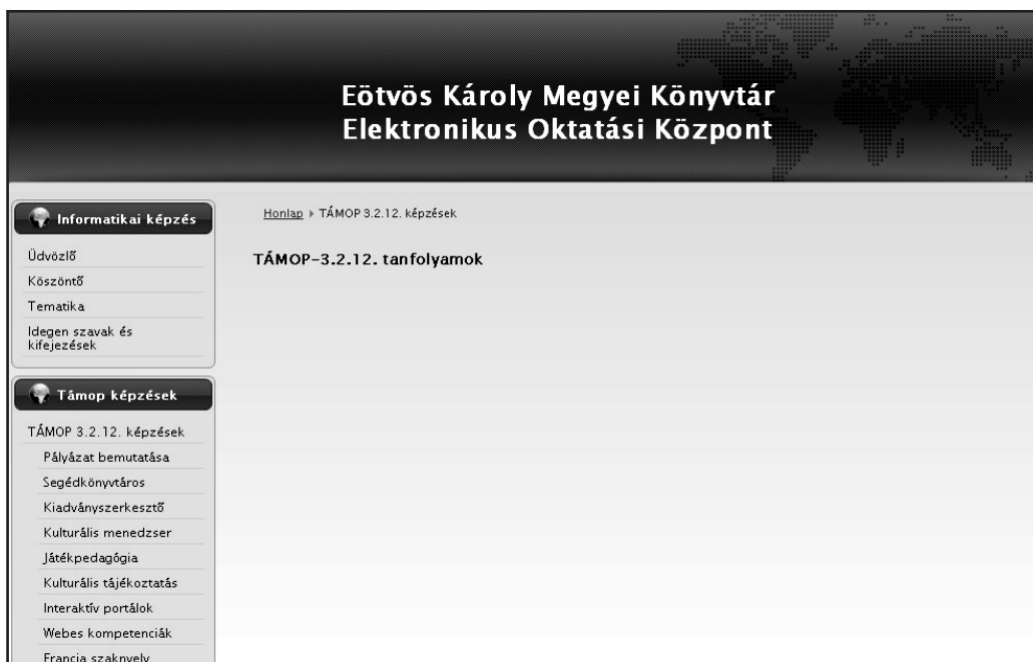 Eötvös Károly Megyei Könyvtár
Elektronikus Oktatási Központ
Informatikai képzés
Üdvözlő
Köszöntő
Tematika
Idegen szavak és
kifejezések
Támop képzések
TÁMOP 3.2.12. képzések
Pályázat bemutatása
Segédkönyvtáros
Kiadványszerkesztő
Kulturális menedzser
Játékpedagógia
Kulturális tájékoztatás
Interaktív portálok
Webes kompetenciák
Francia szaknyelv
Honlap ▸ TÁMOP 3.2.12. képzések
TÁMOP-3.2.12. tanfolyamok